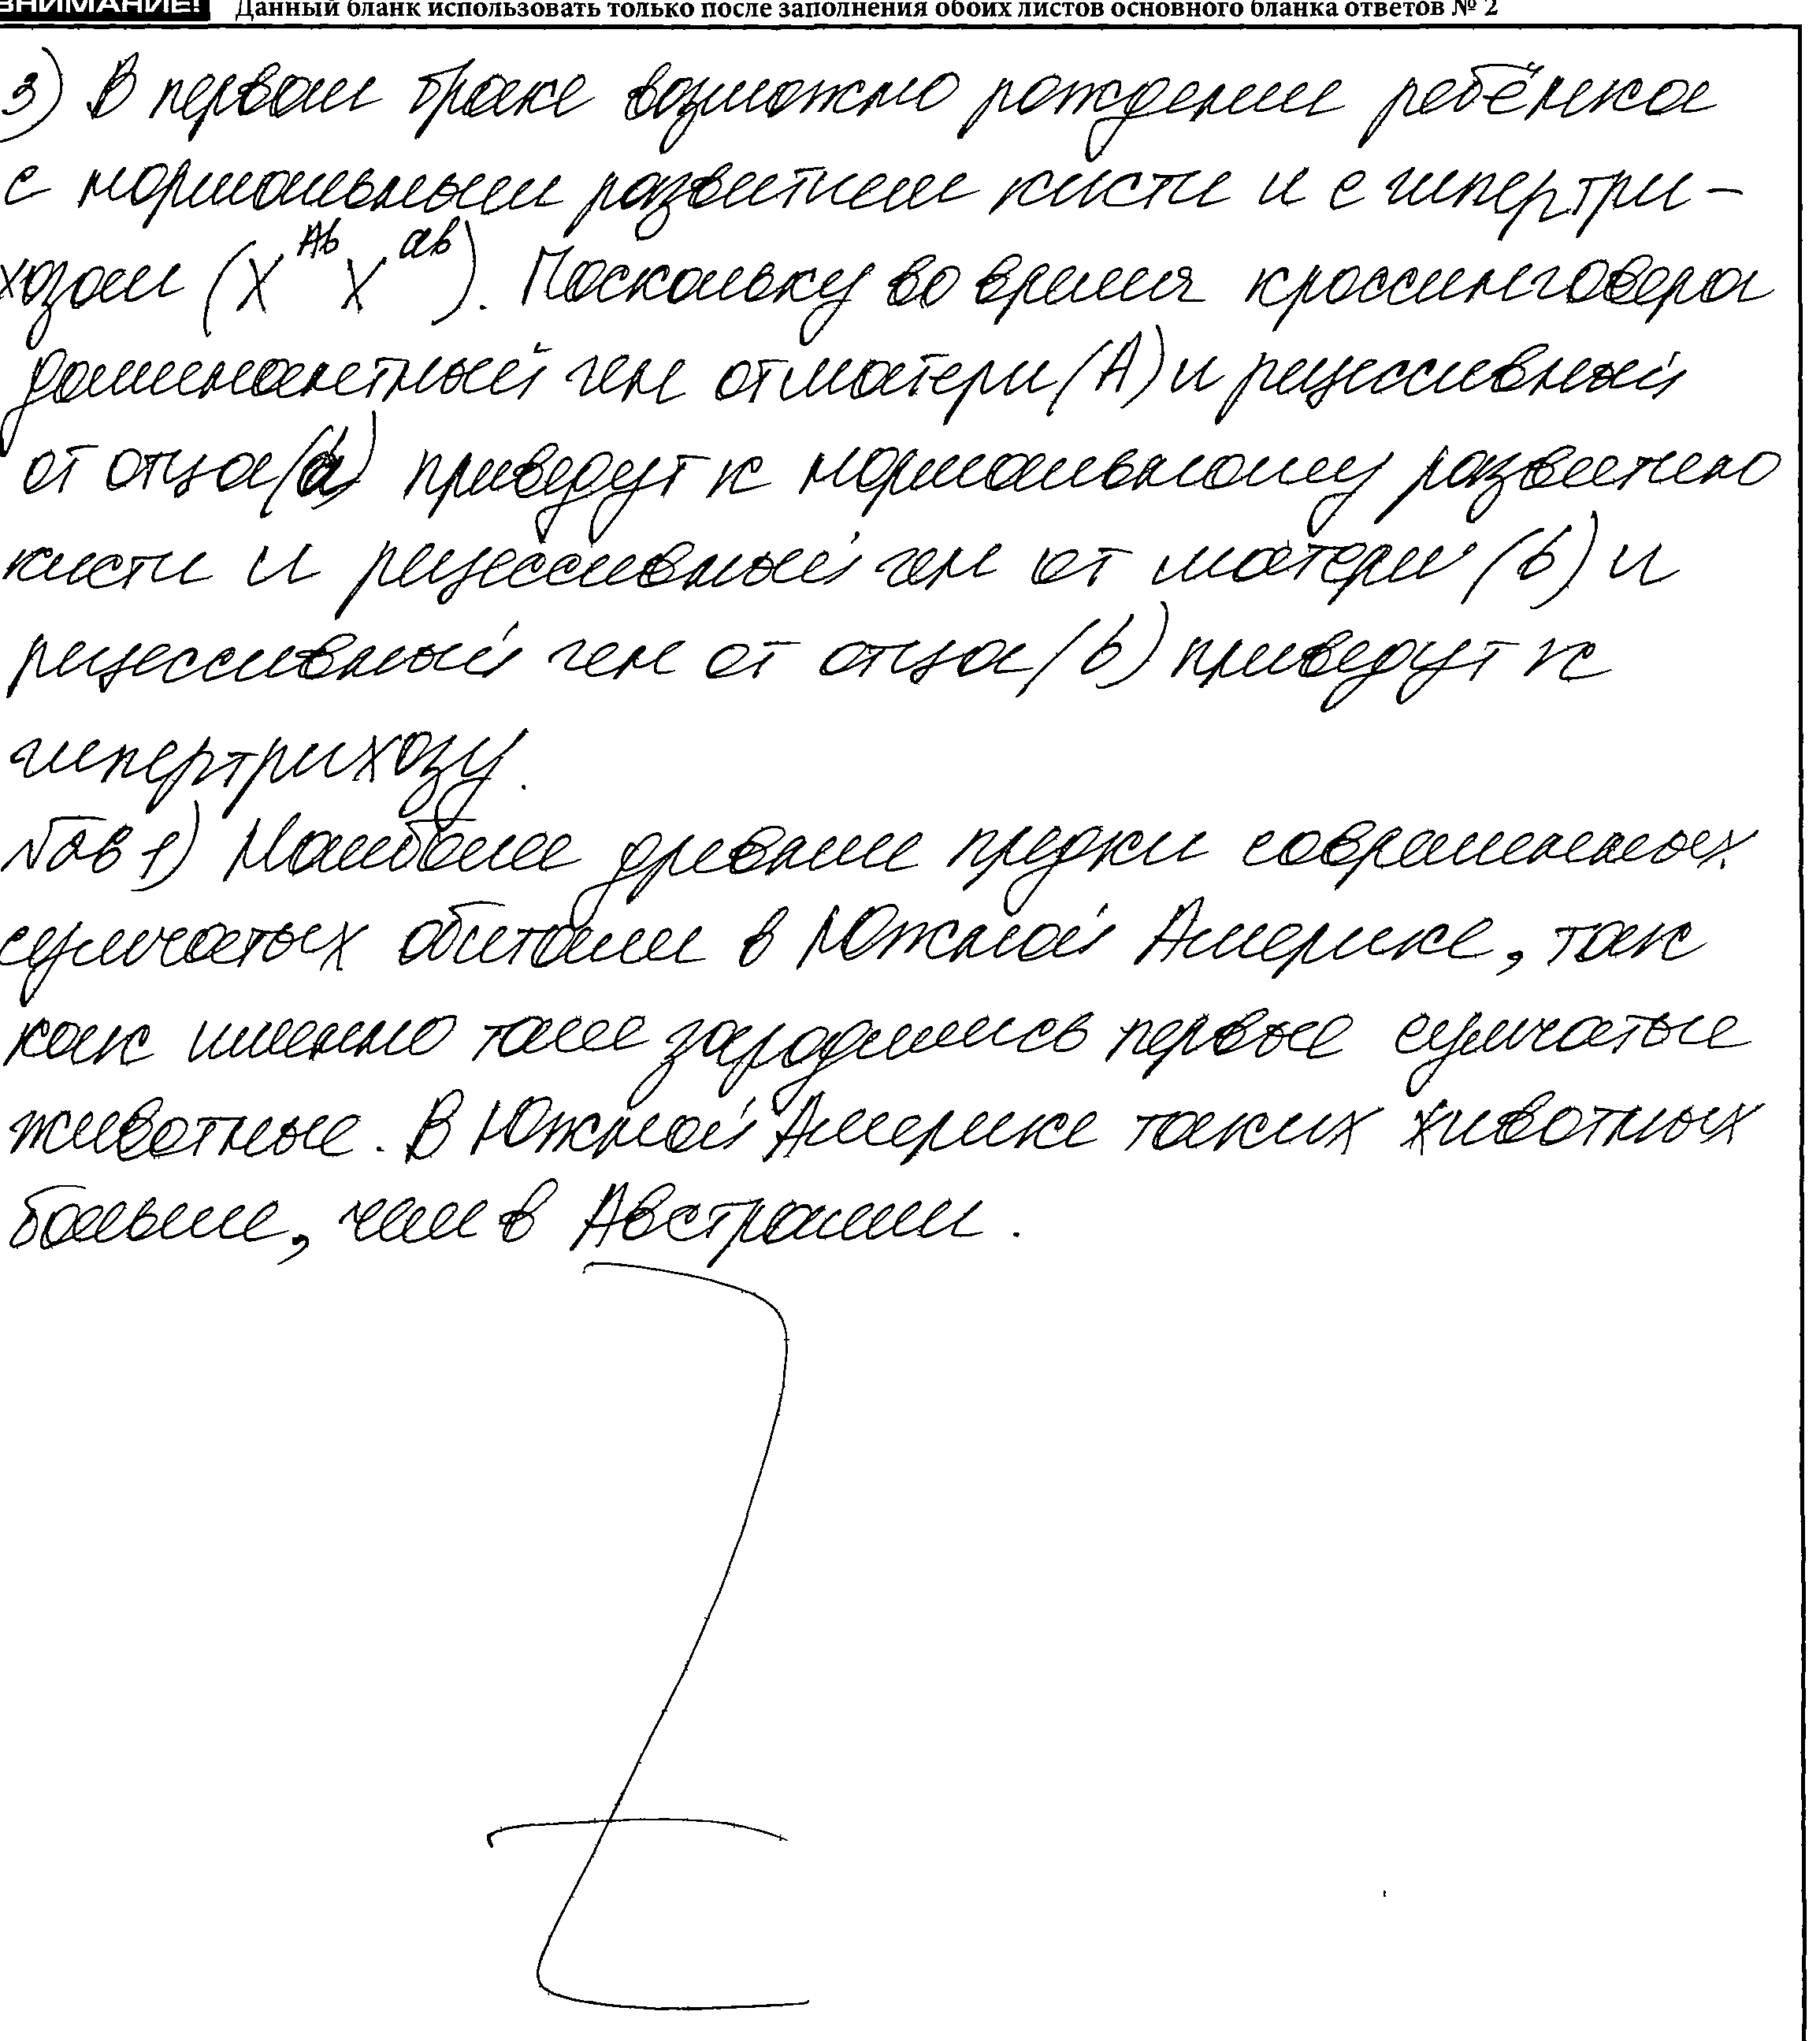 ВНИМАНИЕ! Данный бланк использовать только после заполнения обоих листов основного бланка ответов № 2
3) В первом браке возможно рождение ребёнка
с нормальным развитием кисти и с гипертри-
хозом (X^Ab X^ab). Поскольку во время кроссинговера
доминантный ген от матери (А) и рецессивный
от отца (а) приведут к нормальному развитию
кисти и рецессивный ген от матери (b) и
рецессивный ген от отца (b) приведут к
гипертрихозу.
1) Наиболее древние предки современных
сумчатых обитали в Южной Америке, так
как именно там зародились первые сумчатые
животные. В Южной Америке таких животных
больше, чем в Австралии.